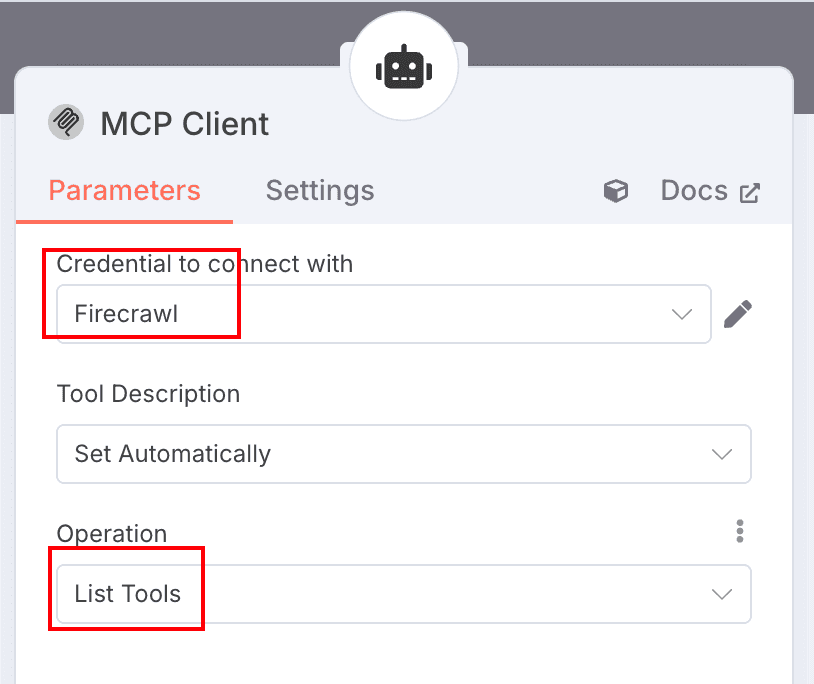 MCP Client
Parameters Settings Docs
Credential to connect with
Firecrawl
Tool Description
Set Automatically
Operation
List Tools